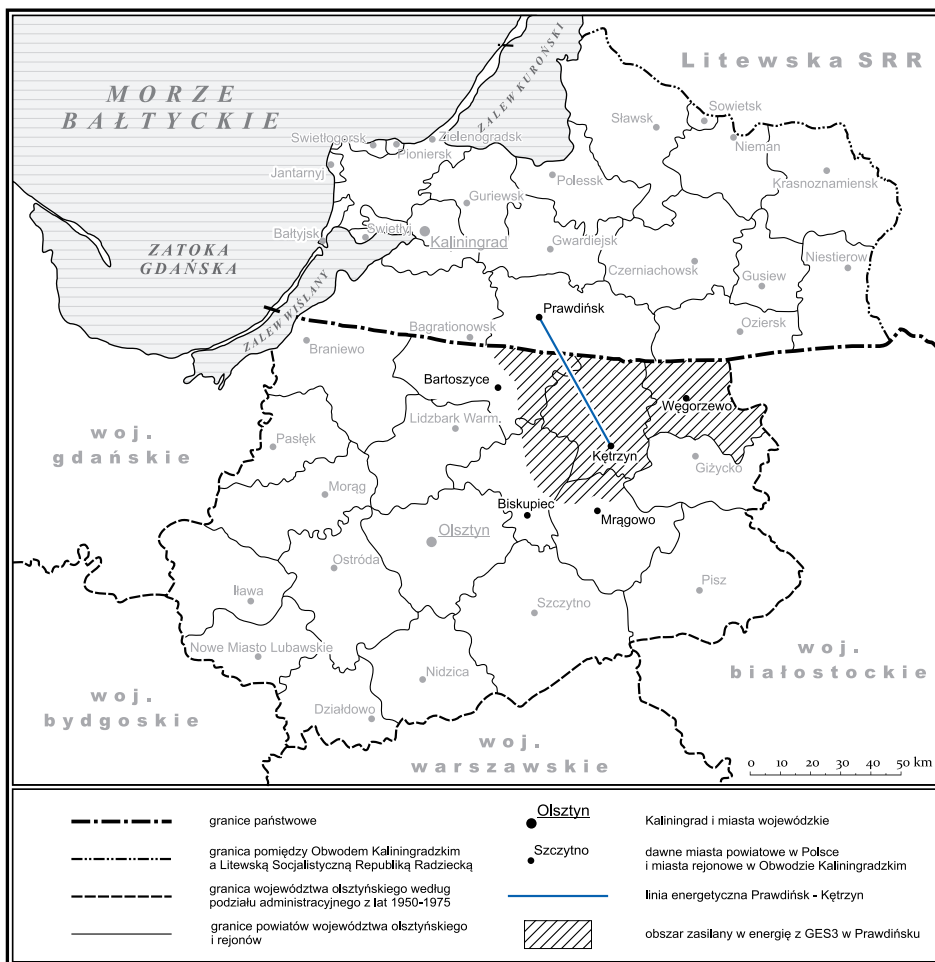 Litewska SRR
MORZE
BAŁTYCKIE
ZALEW KUROŃSKI
Sowietsk
Sławsk
Nieman
Zielenogradsk
Swietłogorsk
Pioniersk
Jantarnyj
Polessk
Krasnoznamiensk
Guriewsk
Bałtyjsk
Swietłyj
Kaliningrad
Gwardiejsk
ZATOKA
GDAŃSKA
Czerniachowsk
Gusiew
Niestierow
ZALEW WIŚLANY
Prawdińsk
Bagrationowsk
Oziersk
Braniewo
Bartoszyce
Węgorzewo
Lidzbark Warm.
woj.
gdańskie
Pasłęk
Kętrzyn
Giżycko
Morąg
Biskupiec
Mrągowo
Olsztyn
Ostróda
Iława
Pisz
Szczytno
Nowe Miasto Lubawskie
Nidzica
woj.
białostockie
woj.
bydgoskie
Działdowo
woj.
warszawskie
0 10 20 30 40 50 km
granice państwowe
granica pomiędzy Obwodem Kaliningradzkim
a Litewską Socjalistyczną Republiką Radziecką
granica województwa olsztyńskiego według
podziału administracyjnego z lat 1950-1975
granice powiatów województwa olsztyńskiego
i rejonów
Olsztyn
Kaliningrad i miasta wojewódzkie
Szczytno
dawne miasta powiatowe w Polsce
i miasta rejonowe w Obwodzie Kaliningradzkim
linia energetyczna Prawdińsk - Kętrzyn
obszar zasilany w energię z GES3 w Prawdińsku